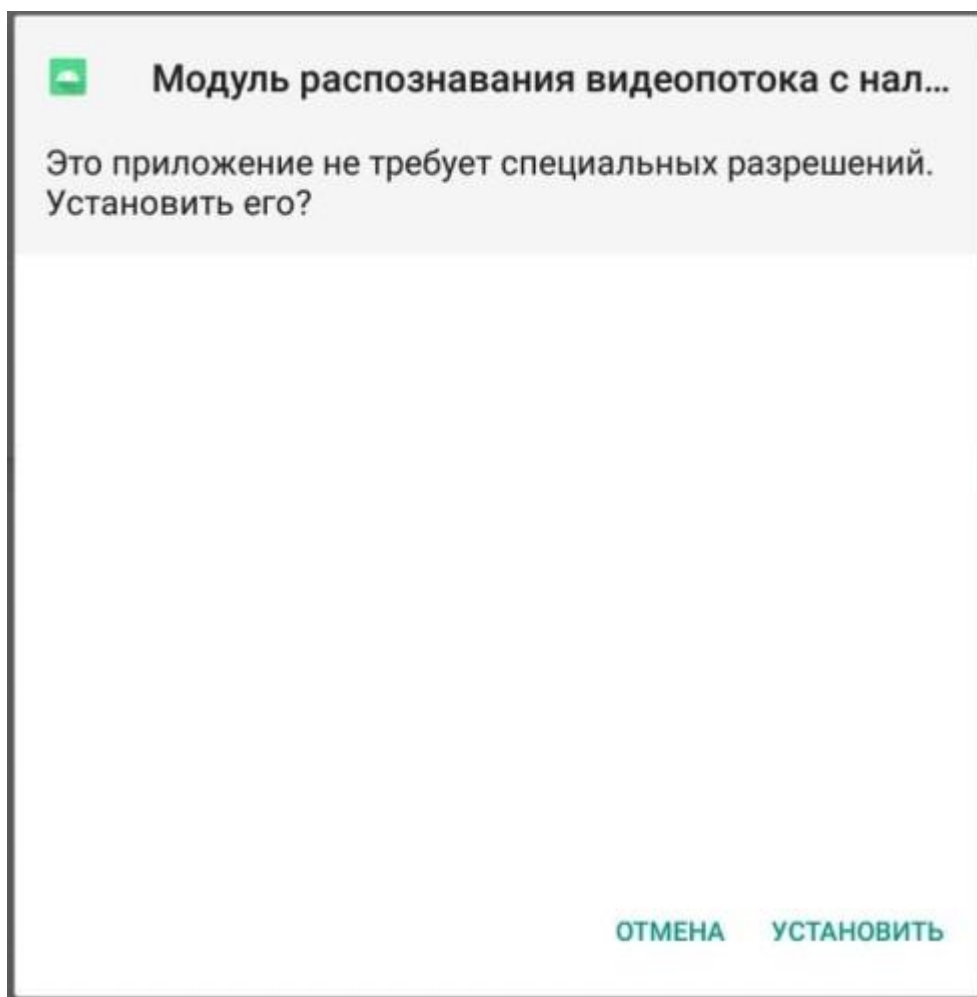 Модуль распознавания видеопотока с нал...
Это приложение не требует специальных разрешений.
Установить его?
ОТМЕНА УСТАНОВИТЬ